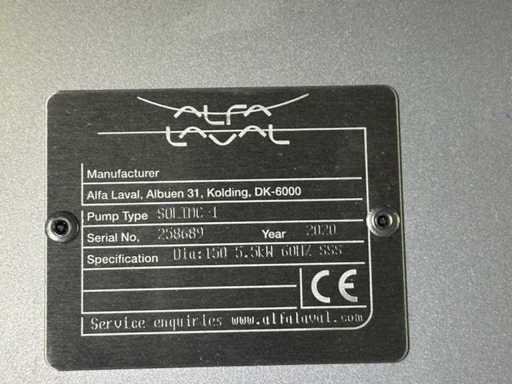 ALFA
LAVAL
Manufacturer
Alfa Laval, Albuen 31, Kolding, DK-6000
Pump Type SOLIDC-1
Serial No, 258689 Year 2020
Specification Dia:150 5.5kW 60HZ SSS
CE
Service enquiries www.alfalaval.com